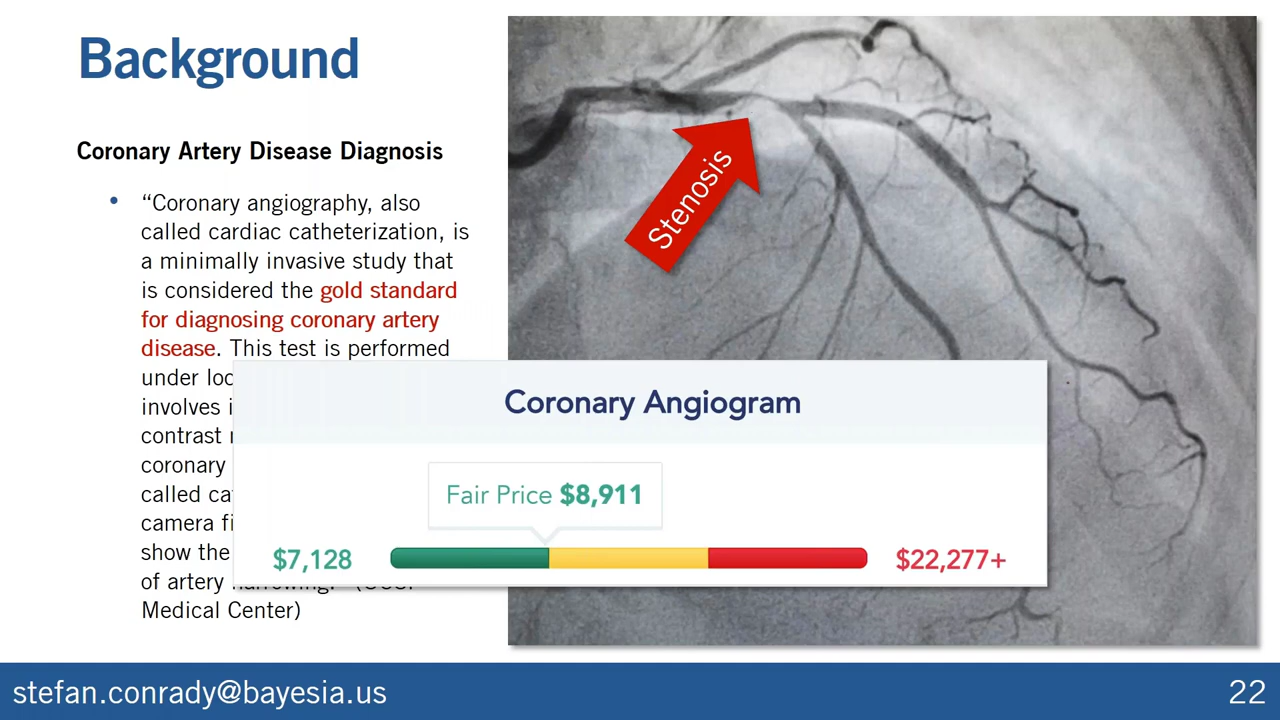 Background
Coronary Artery Disease Diagnosis
• “Coronary angiography, also
called cardiac catheterization, is
a minimally invasive study that
is considered the gold standard
for diagnosing coronary artery
disease. This test is performed
under
involves
contrast
coronary
called
camera
show the
of artery
Medical Center)
Stenosis
Coronary Angiogram
Fair Price $8,911
$7,128
$22,277+
stefan.conrady@bayesia.us
22